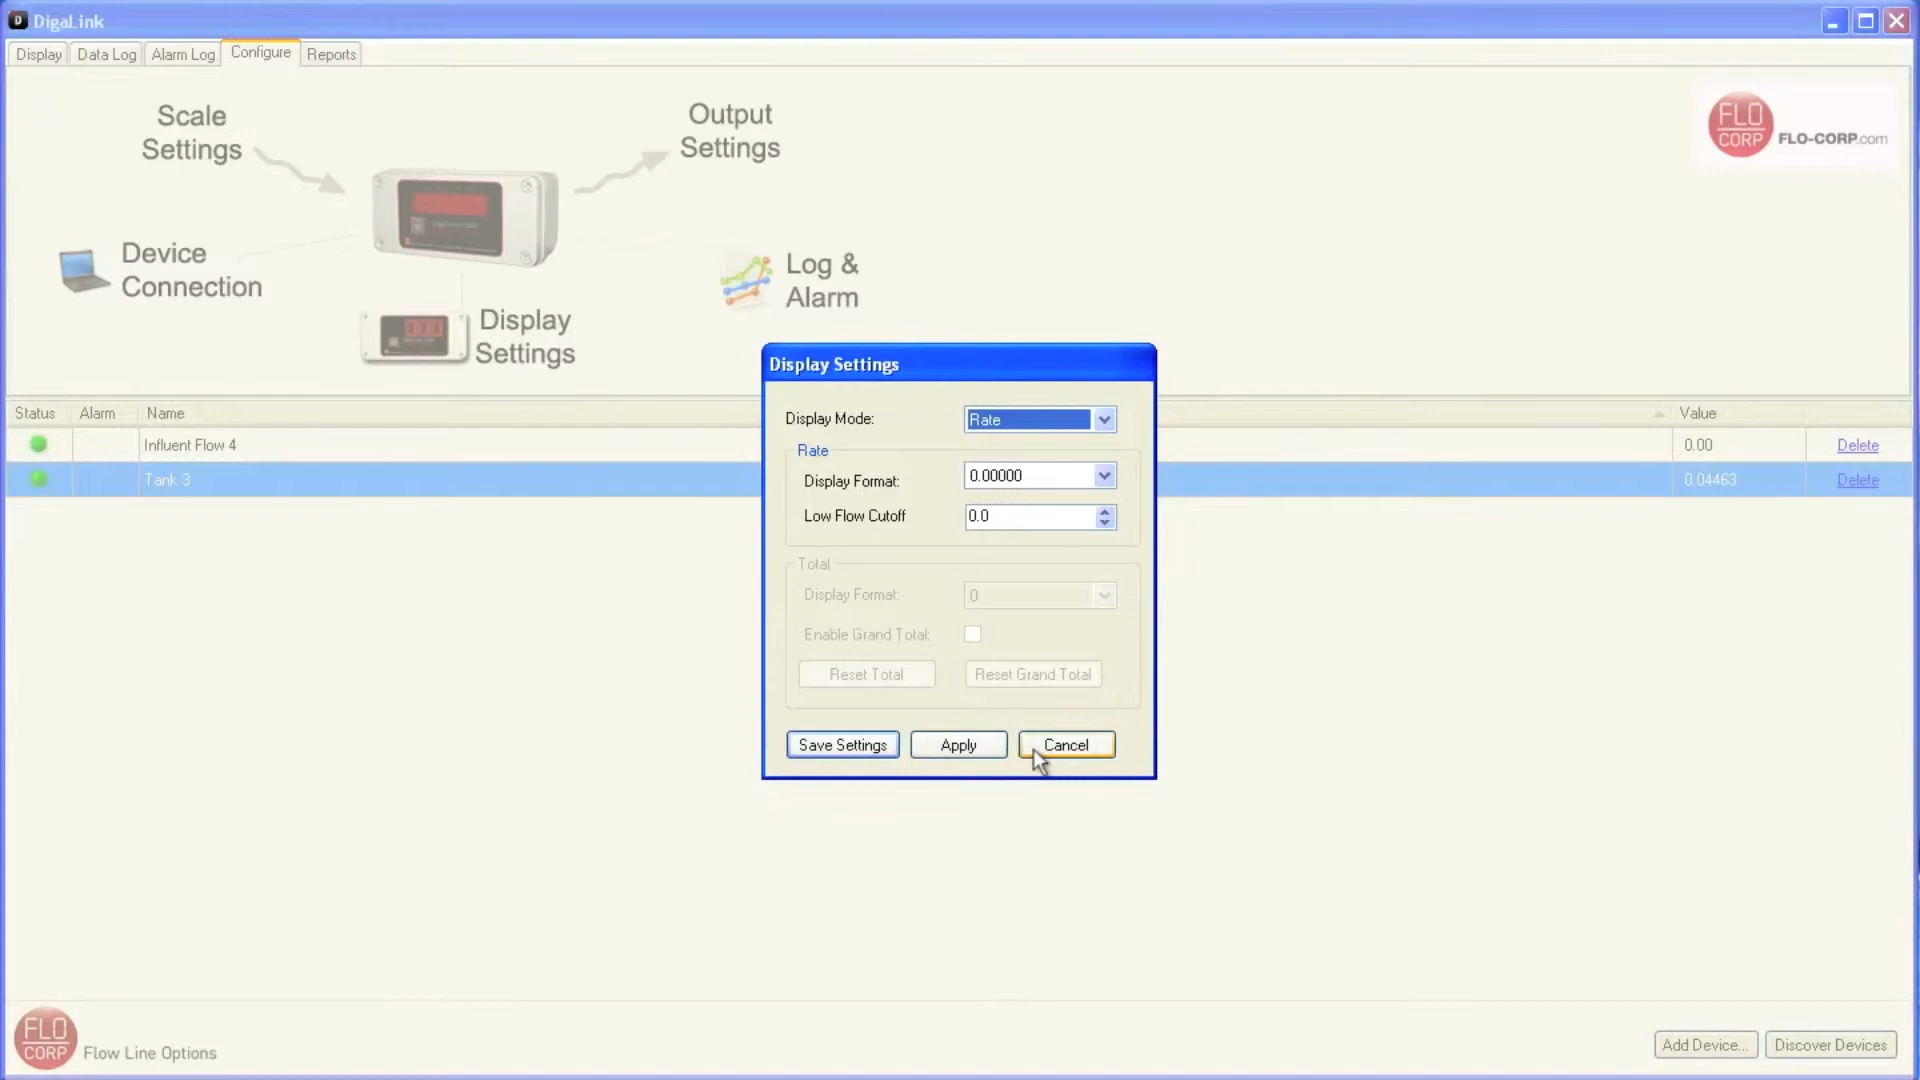 D DigaLink
Display Data Log Alarm Log Configure Reports
Scale
Settings
Output
Settings
FLO
CORP
FLO-CORP.com
Device
Connection
Log &
Alarm
Display
Settings
Display Settings
Display Mode: Rate
Rate
Display Format: 0.00000
Low Flow Cutoff 0.0
Total
Display Format: 0
Enable Grand Total:
Reset Total Reset Grand Total
Save Settings Apply Cancel
Status Alarm Name Value
Influent Flow 4 0.00 Delete
Tank 3 0.04463 Delete
FLO
CORP
Flow Line Options
Add Device... Discover Devices